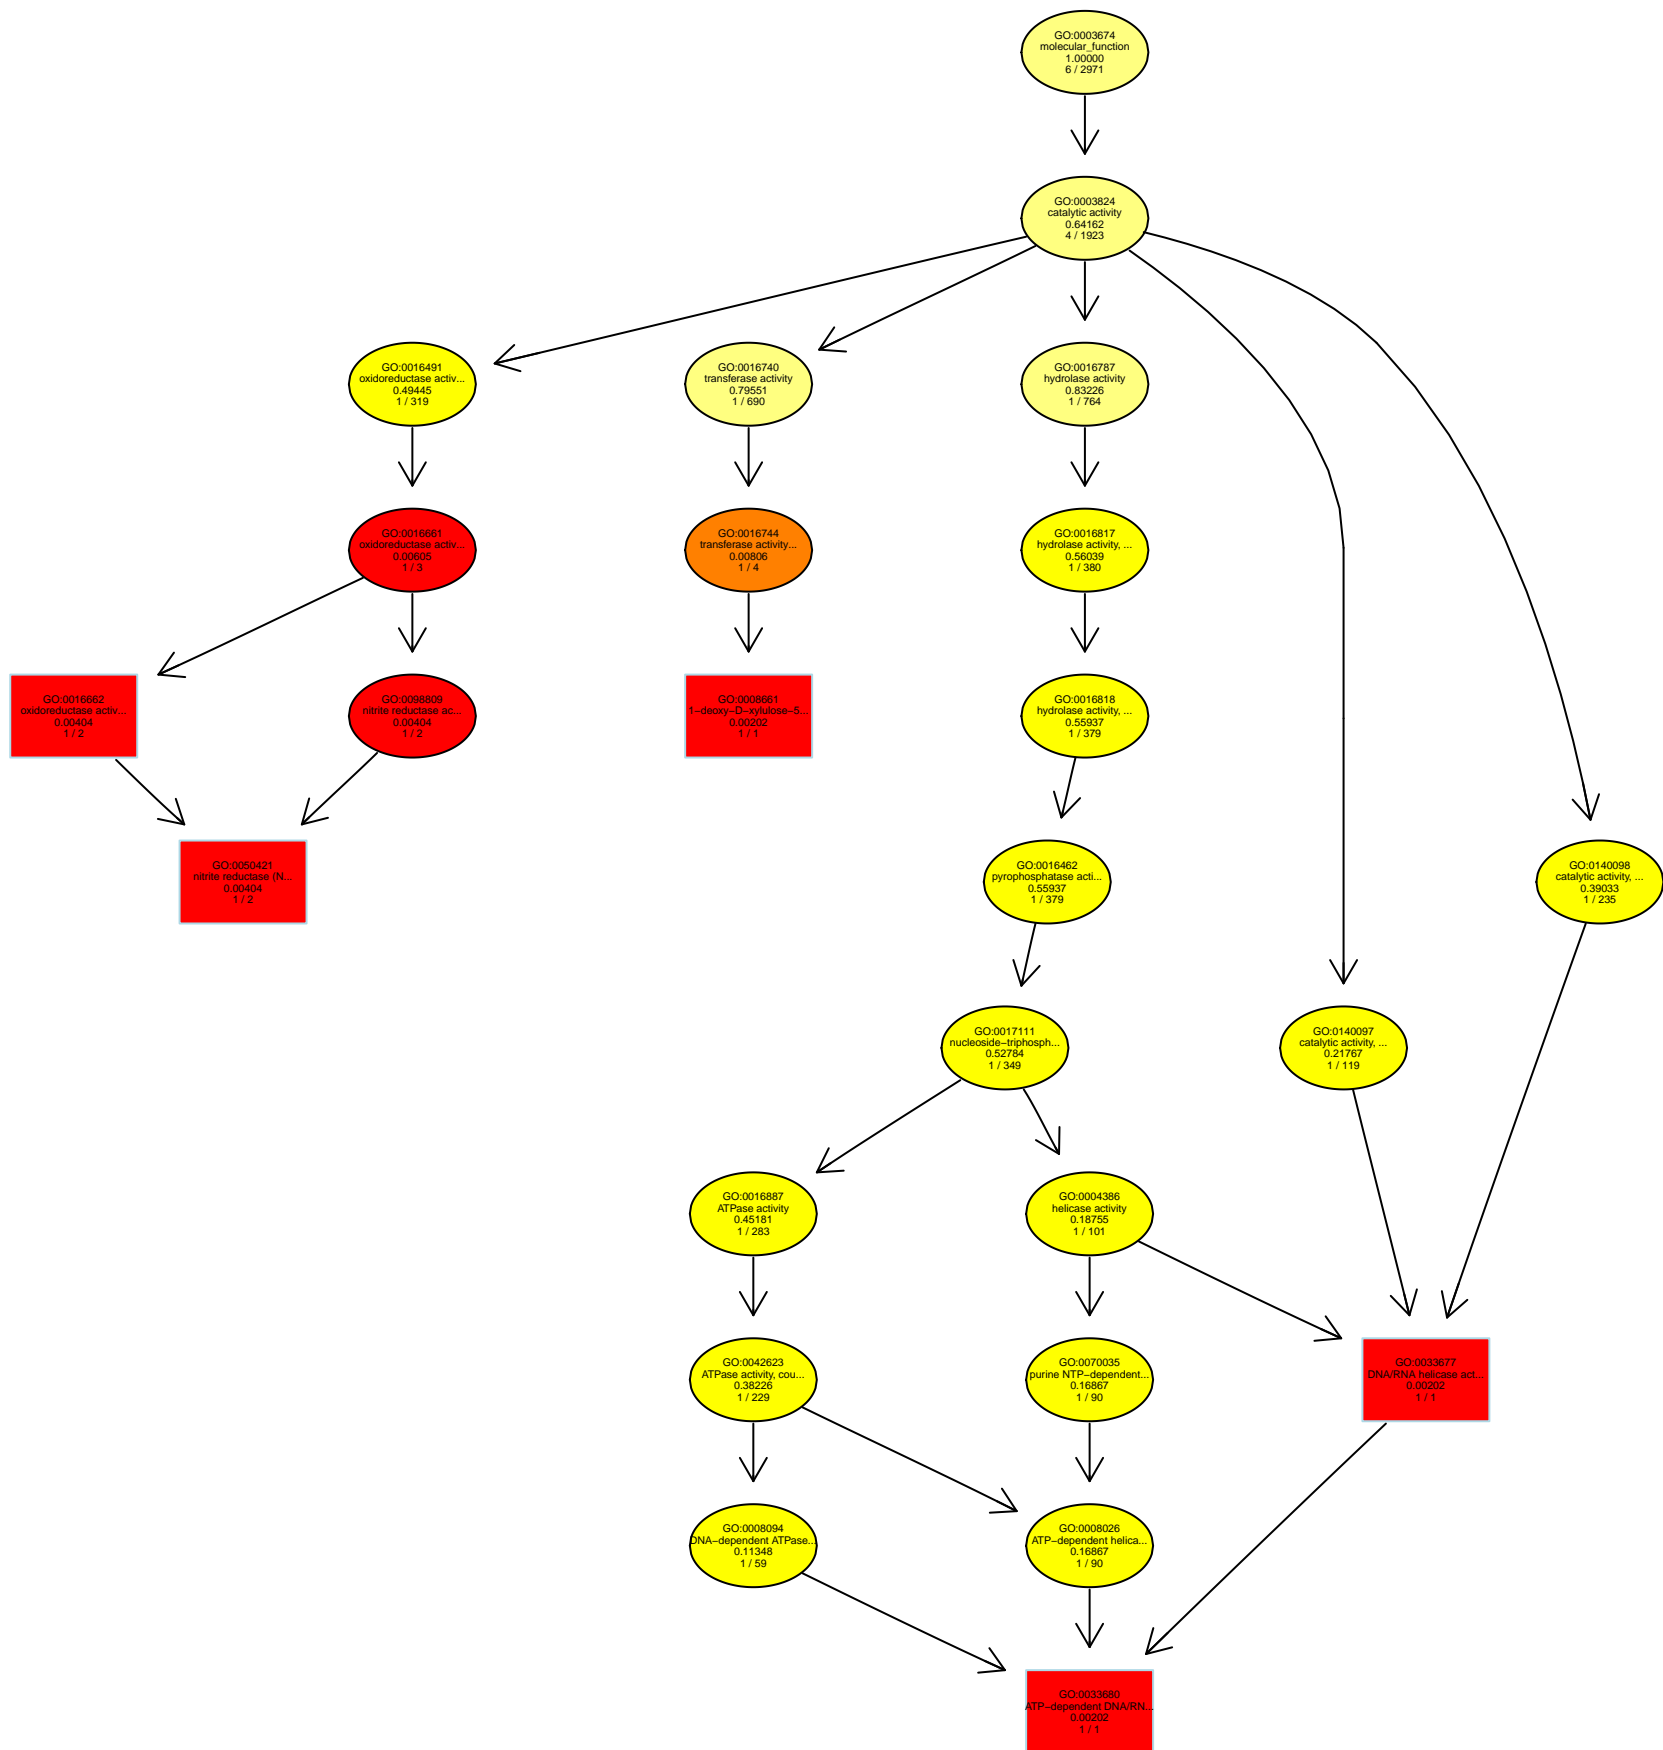 GO:0003674
molecular_function
1.00000
6 / 2971
GO:0003824
catalytic activity
0.64162
4 / 1923
GO:0016491
oxidoreductase activ...
0.49445
1 / 319
GO:0016740
transferase activity
0.79551
1 / 690
GO:0016787
hydrolase activity
0.83226
1 / 764
GO:0016661
oxidoreductase activ...
0.00605
1 / 3
GO:0016744
transferase activity...
0.00806
1 / 4
GO:0016817
hydrolase activity, ...
0.56039
1 / 380
GO:0016662
oxidoreductase activ...
0.00404
1 / 2
GO:0098809
nitrite reductase ac...
0.00404
1 / 2
GO:0008661
1−deoxy−D−xylulose−5...
0.00202
1 / 1
GO:0016818
hydrolase activity, ...
0.55937
1 / 379
GO:0050421
nitrite reductase (N...
0.00404
1 / 2
GO:0016462
pyrophosphatase acti...
0.55937
1 / 379
GO:0140098
catalytic activity, ...
0.39033
1 / 235
GO:0017111
nucleoside−triphosph...
0.52784
1 / 349
GO:0140097
catalytic activity, ...
0.21767
1 / 119
GO:0016887
ATPase activity
0.45181
1 / 283
GO:0004386
helicase activity
0.18755
1 / 101
GO:0042623
ATPase activity, cou...
0.38226
1 / 229
GO:0070035
purine NTP−dependent...
0.16867
1 / 90
GO:0033677
DNA/RNA helicase act...
0.00202
1 / 1
GO:0008094
DNA−dependent ATPase...
0.11348
1 / 59
GO:0008026
ATP−dependent helica...
0.16867
1 / 90
GO:0033680
ATP−dependent DNA/RN...
0.00202
1 / 1